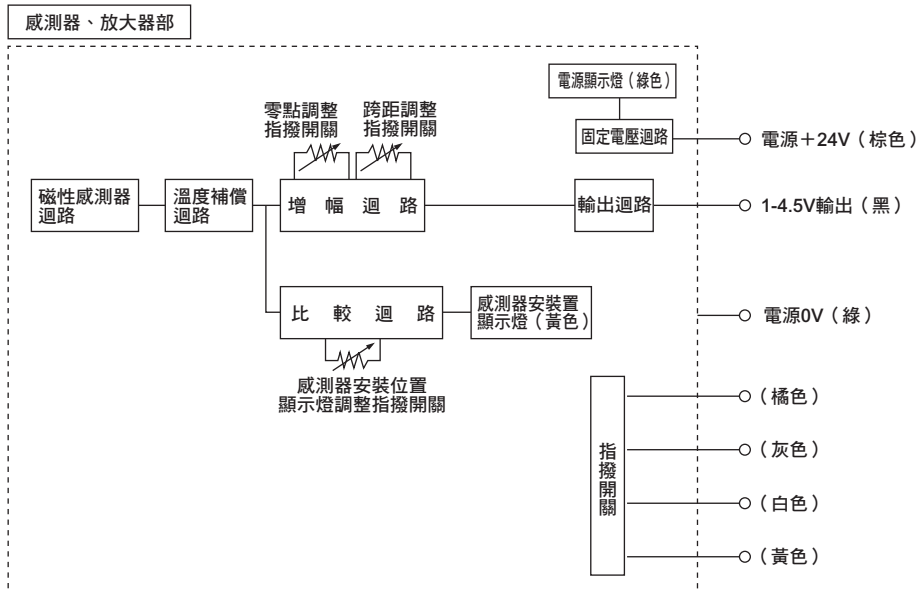 感測器、放大器部
電源顯示燈（綠色）
零點調整
指撥開關
跨距調整
指撥開關
固定電壓迴路
電源＋24V（棕色）
磁性感測器
迴路
溫度補償
迴路
增幅迴路
輸出迴路
1-4.5V輸出（黑）
比較迴路
感測器安裝置
顯示燈（黃色）
電源0V（綠）
感測器安裝位置
顯示燈調整指撥開關
指撥開關
（橘色）
（灰色）
（白色）
（黃色）